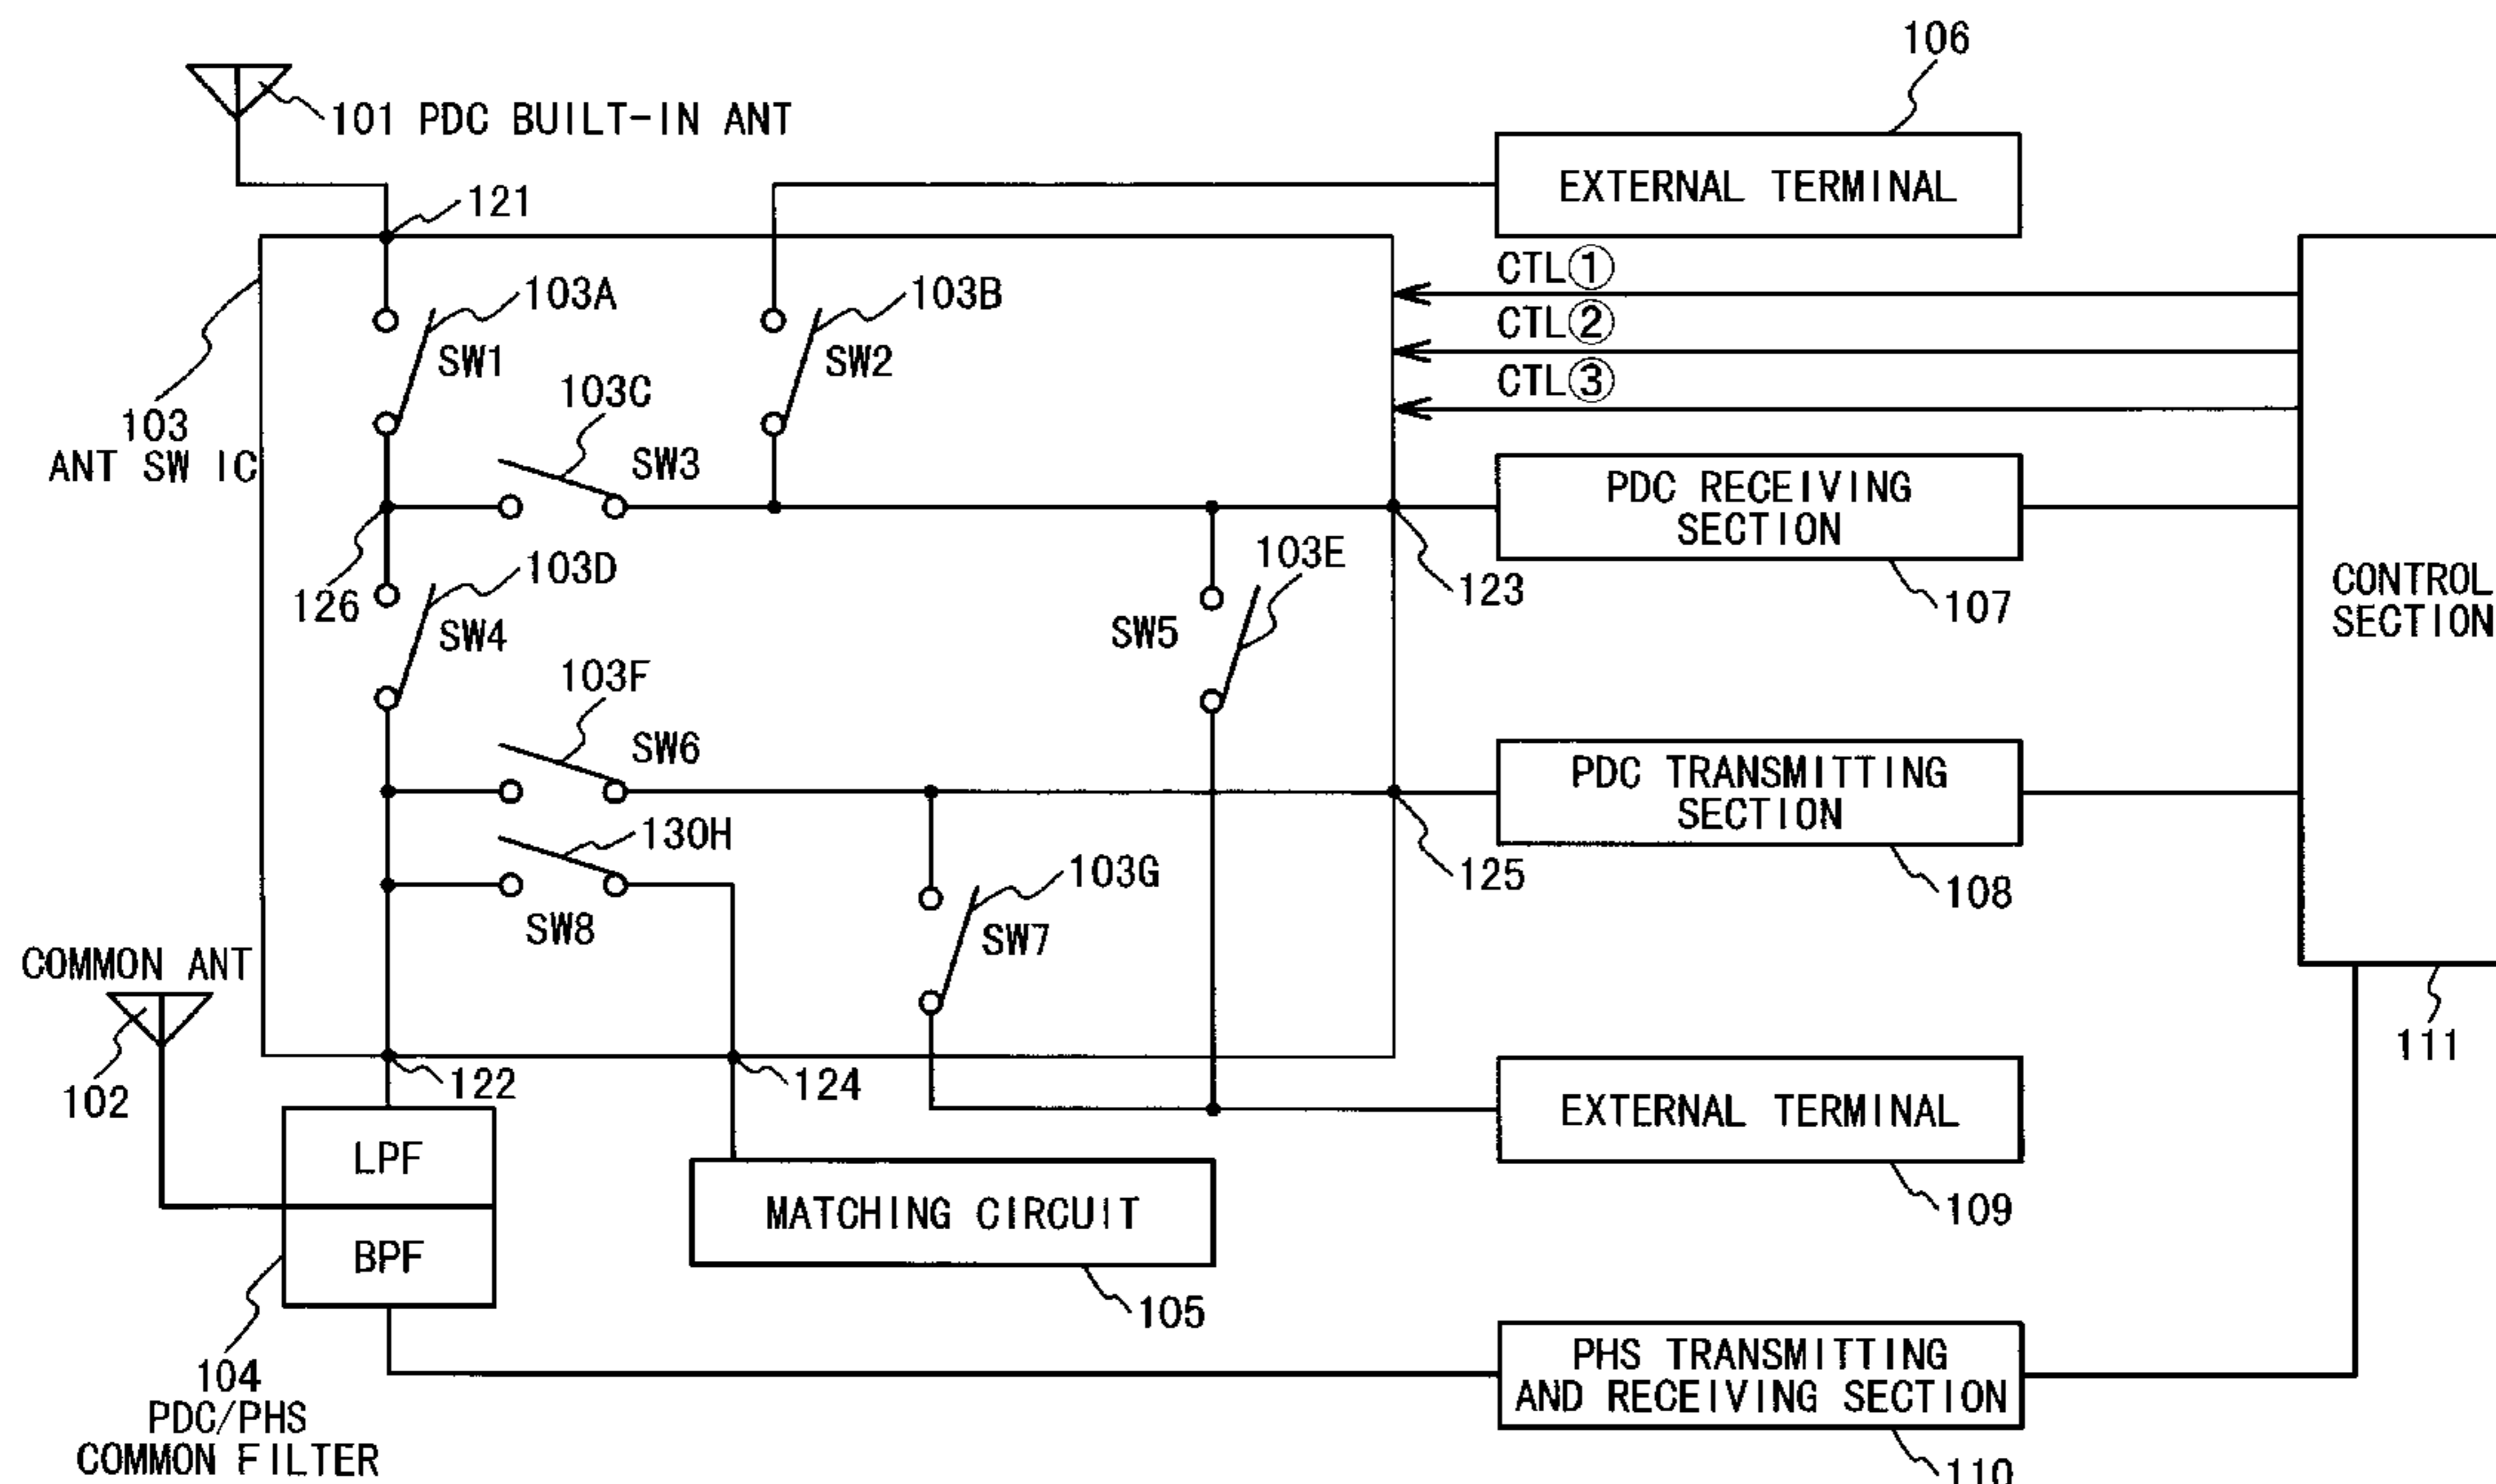 106
101 PDC BUILT-IN ANT
EXTERNAL TERMINAL
121
CTL①
103A
103B
CTL②
SW1
SW2
103C
CTL③
103
ANT SW IC
SW3
PDC RECEIVING
SECTION
103E
103D
126
123
107
CONTROL
SECTION
SW4
SW5
103F
SW6
PDC TRANSMITTING
SECTION
130H
125
103G
108
SW8
SW7
COMMON ANT
102
122
124
111
EXTERNAL TERMINAL
LPF
MATCHING CIRCUIT
109
BPF
105
104
PDC/PHS
COMMON FILTER
PHS TRANSMITTING
AND RECEIVING SECTION
110